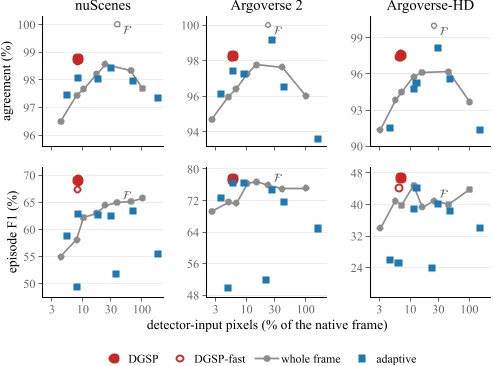 nuScenes Argoverse 2 Argoverse-HD
agreement (%)
100 99 98 97 96
F
100 98 96 94
F
99 96 93 90
F
episode F1 (%)
70 65 60 55 50
F
80 72 64 56 48
F
48 40 32 24
F
3 10 30 100
3 10 30 100
3 10 30 100
detector-input pixels (% of the native frame)
DGSP DGSP-fast whole frame adaptive